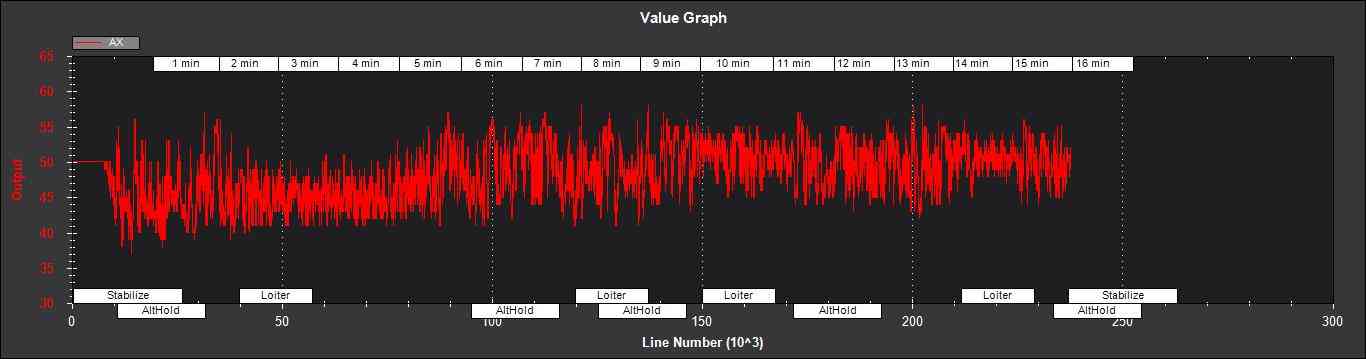 Value Graph
AX
65
1 min 2 min 3 min 4 min 5 min 6 min 7 min 8 min 9 min 10 min 11 min 12 min 13 min 14 min 15 min 16 min
60
55
50
45
40
35
30
Output
Stabilize Loiter Loiter Loiter Loiter Stabilize
AltHold AltHold AltHold AltHold AltHold
0 50 100 150 200 250 300
Line Number (10^3)